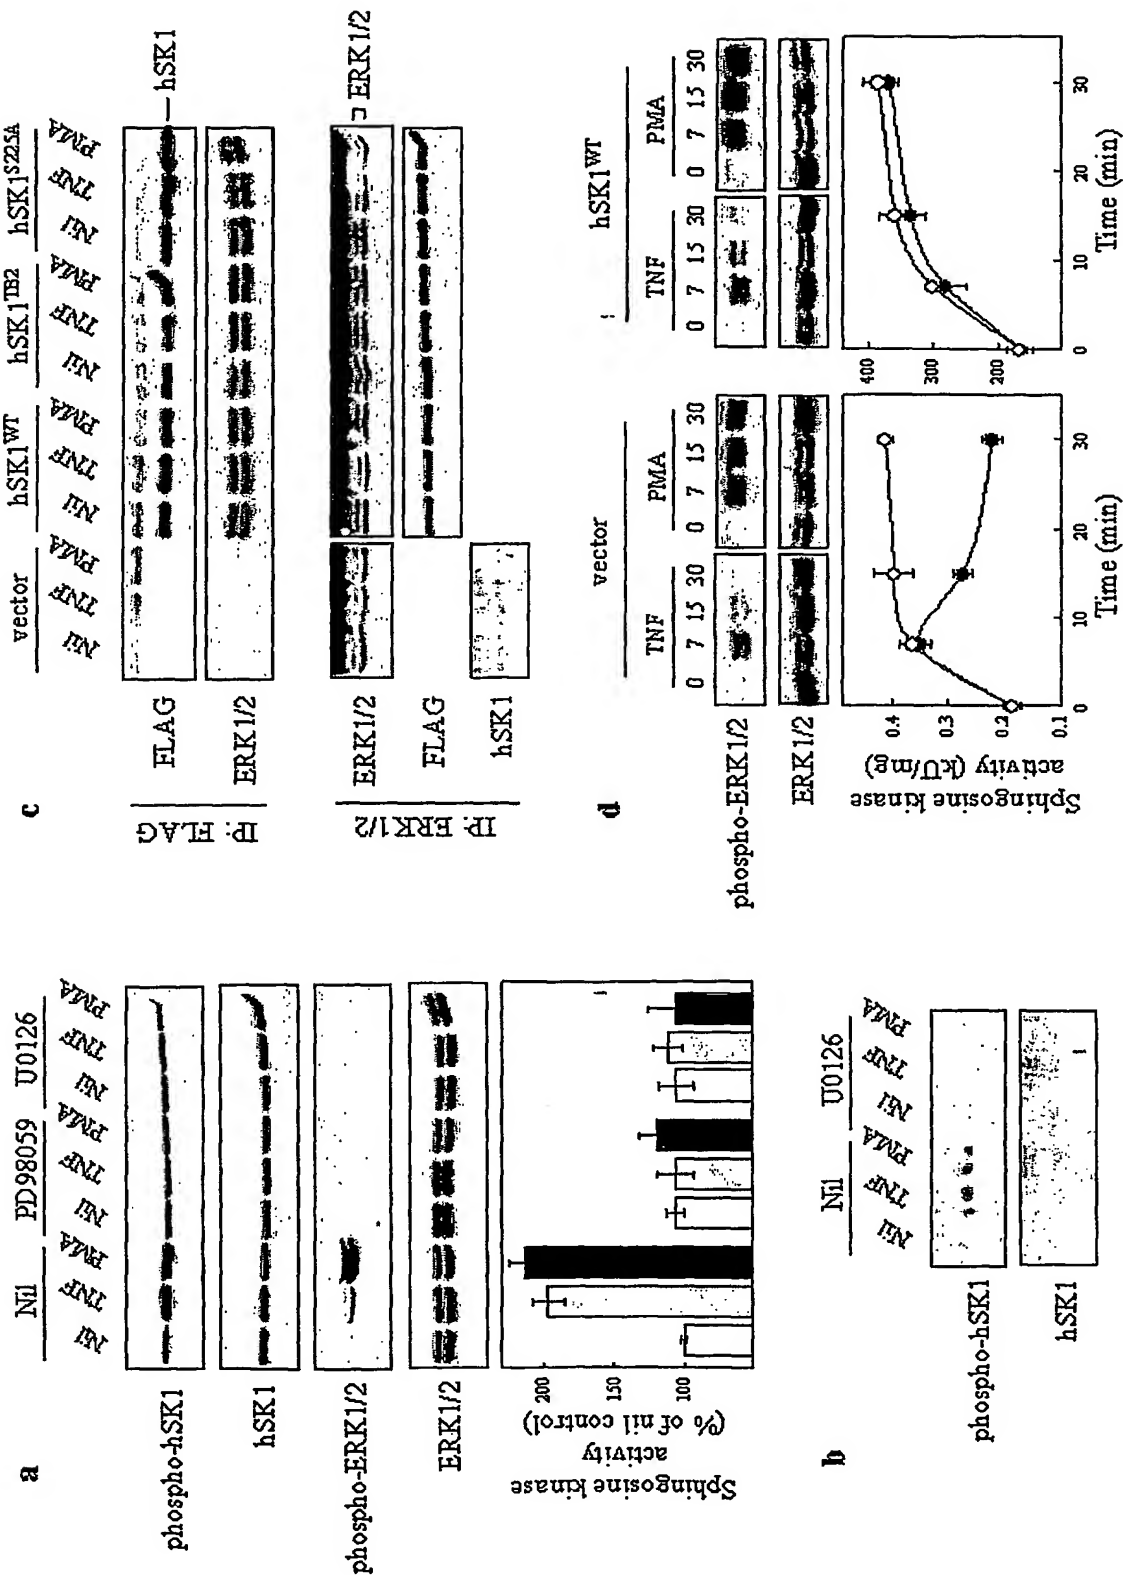 a
Nil PD98059 U0126
Nil TNF PMA Nil TNF PMA Nil TNF PMA
phospho-hSK1
hSK1
phospho-ERK1/2
ERK1/2
Sphingosine kinase
activity
(% of nil control)
200
150
100
b
Nil U0126
Nil TNF PMA Nil TNF PMA
phospho-hSK1
hSK1
c
vector hSK1WT hSK1TB2 hSK1S225A
Nil TNF PMA Nil TNF PMA Nil TNF PMA Nil TNF PMA
IP: FLAG
FLAG
hSK1
ERK1/2
IP: ERK1/2
ERK1/2
ERK1/2
FLAG
hSK1
d
vector hSK1WT
TNF PMA TNF PMA
0 7 15 30 0 7 15 30 0 7 15 30 0 7 15 30
phospho-ERK1/2
ERK1/2
Sphingosine kinase
activity (kU/mg)
0.4
0.3
0.2
0.1
0 10 20 30
Time (min)
400
300
200
0 10 20 30
Time (min)